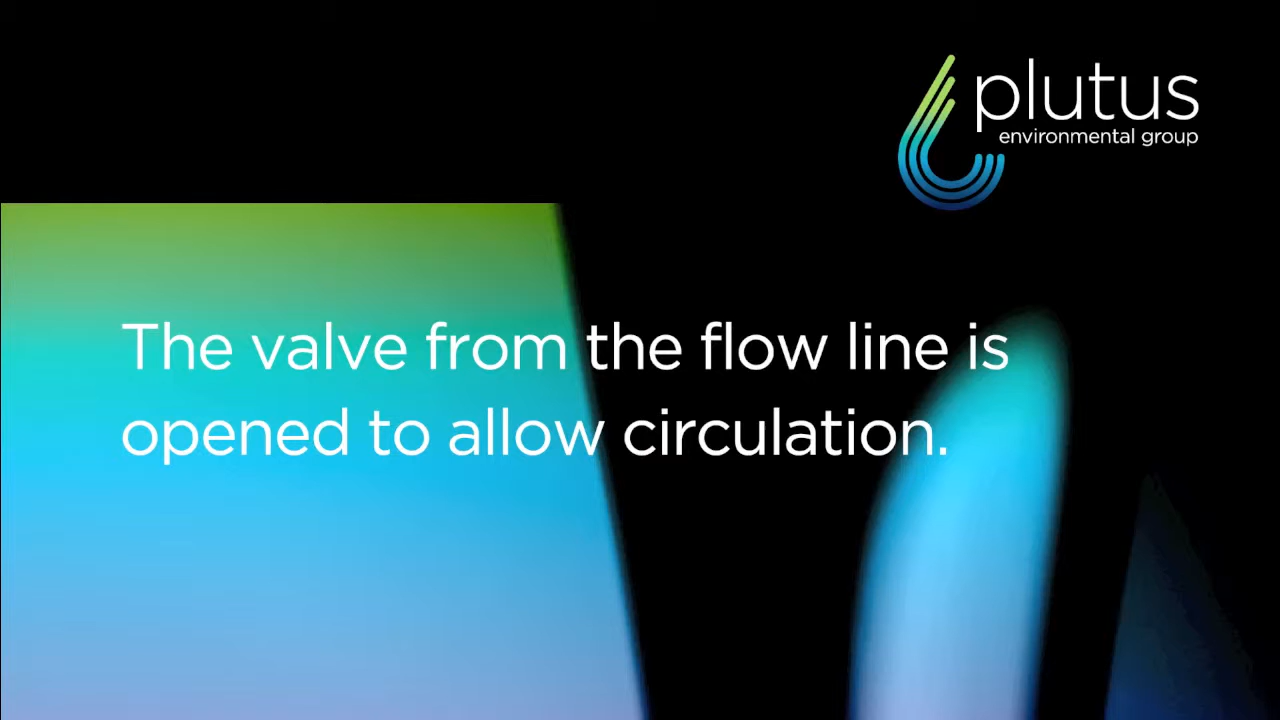 plutus
environmental group
The valve from the flow line is
opened to allow circulation.